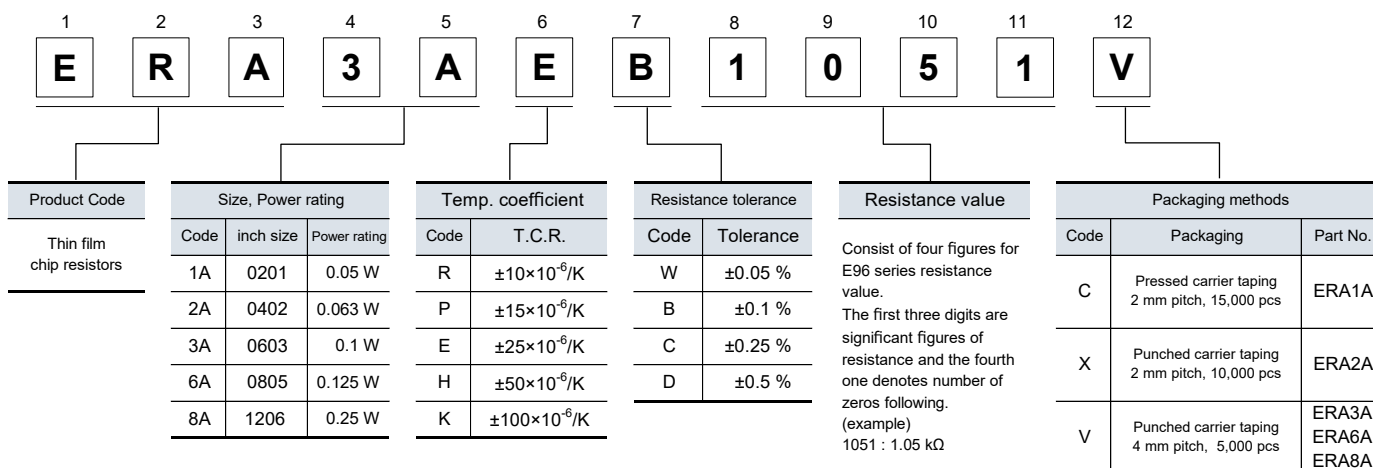 1 2 3 4 5 6 7 8 9 10 11 12
E R A 3 A E B 1 0 5 1 V
Product Code
Thin film
chip resistors
Size, Power rating
Code inch size Power rating
1A 0201 0.05 W
2A 0402 0.063 W
3A 0603 0.1 W
6A 0805 0.125 W
8A 1206 0.25 W
Temp. coefficient
Code T.C.R.
R ±10×10⁻⁶/K
P ±15×10⁻⁶/K
E ±25×10⁻⁶/K
H ±50×10⁻⁶/K
K ±100×10⁻⁶/K
Resistance tolerance
Code Tolerance
W ±0.05 %
B ±0.1 %
C ±0.25 %
D ±0.5 %
Resistance value
Consist of four figures for
E96 series resistance
value.
The first three digits are
significant figures of
resistance and the fourth
one denotes number of
zeros following.
(example)
1051 : 1.05 kΩ
Packaging methods
Code Packaging Part No.
C Pressed carrier taping
2 mm pitch, 15,000 pcs
ERA1A
X Punched carrier taping
2 mm pitch, 10,000 pcs
ERA2A
V Punched carrier taping
4 mm pitch, 5,000 pcs
ERA3A
ERA6A
ERA8A